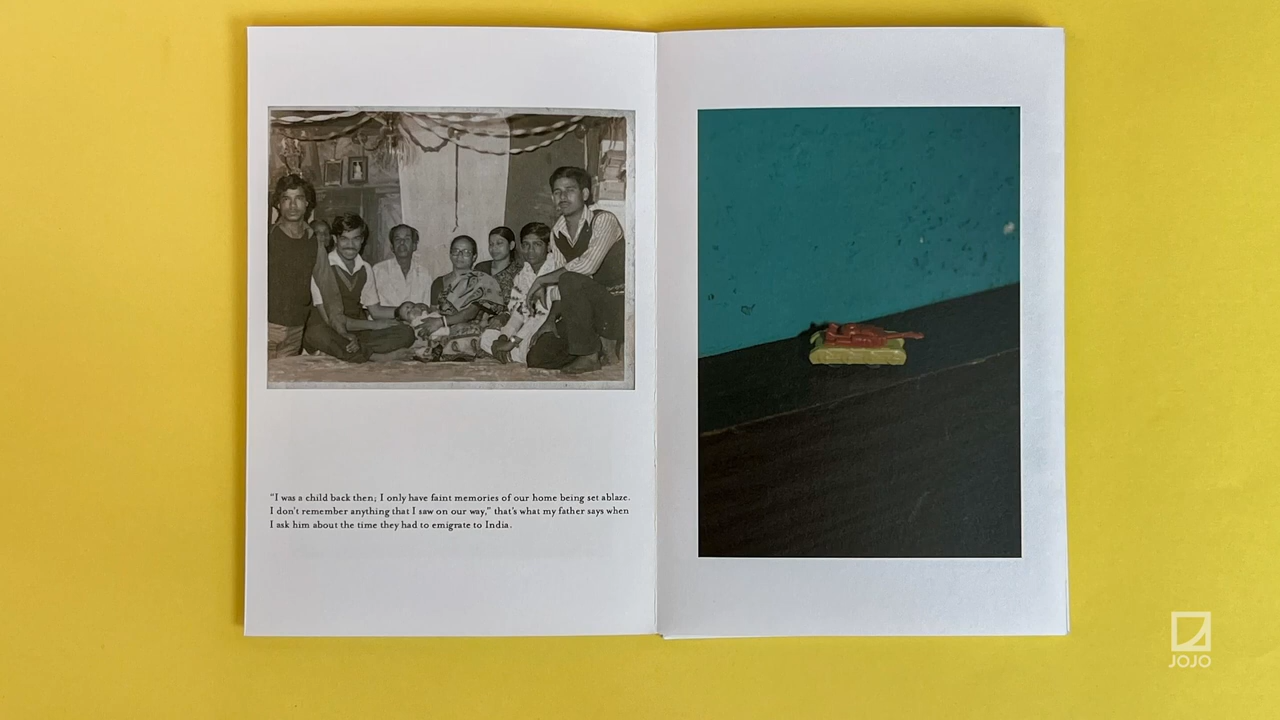 “I was a child back then; I only have faint memories of our home being set ablaze.
I don't remember anything that I saw on our way,” that's what my father says when
I ask him about the time they had to emigrate to India.
JOJO